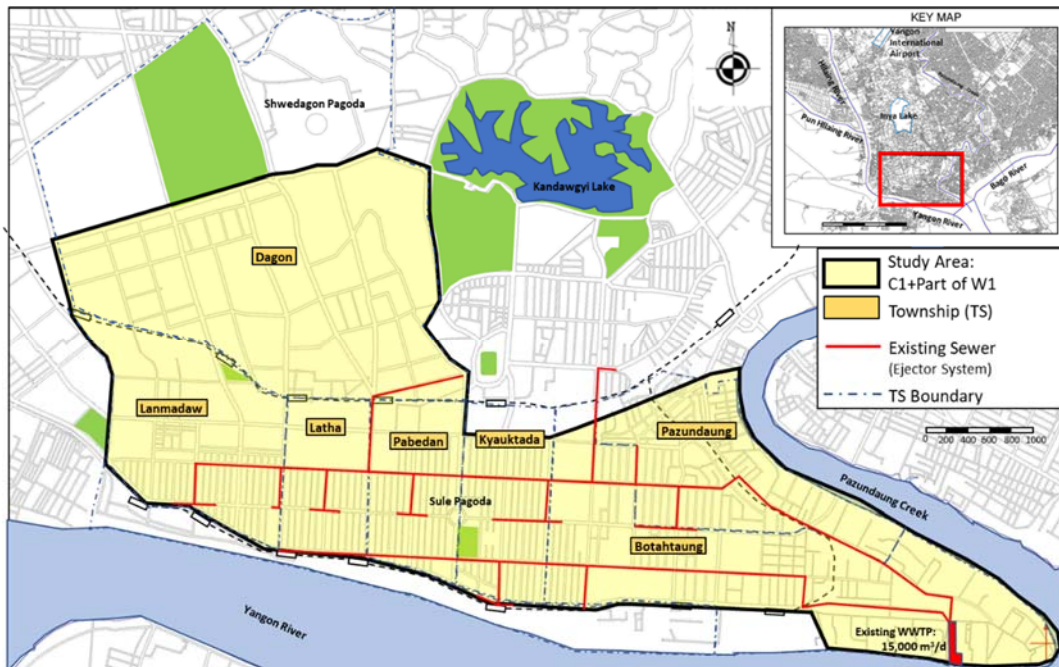 KEY MAP
Yangon
International
Airport
Hlaing River
Inya Lake
Pun Hlaing River
Bago River
Yangon River
N
Shwedagon Pagoda
Kandawgyi Lake
Dagon
Study Area:
C1+Part of W1
Township (TS)
Existing Sewer
(Ejector System)
TS Boundary
0 200 400 600 800 1000
Lanmadaw
Latha
Pabedan
Kyauktada
Pazundaung
Sule Pagoda
Pazundaung Creek
Botahtaung
Yangon River
Existing WWTP:
15,000 m³/d